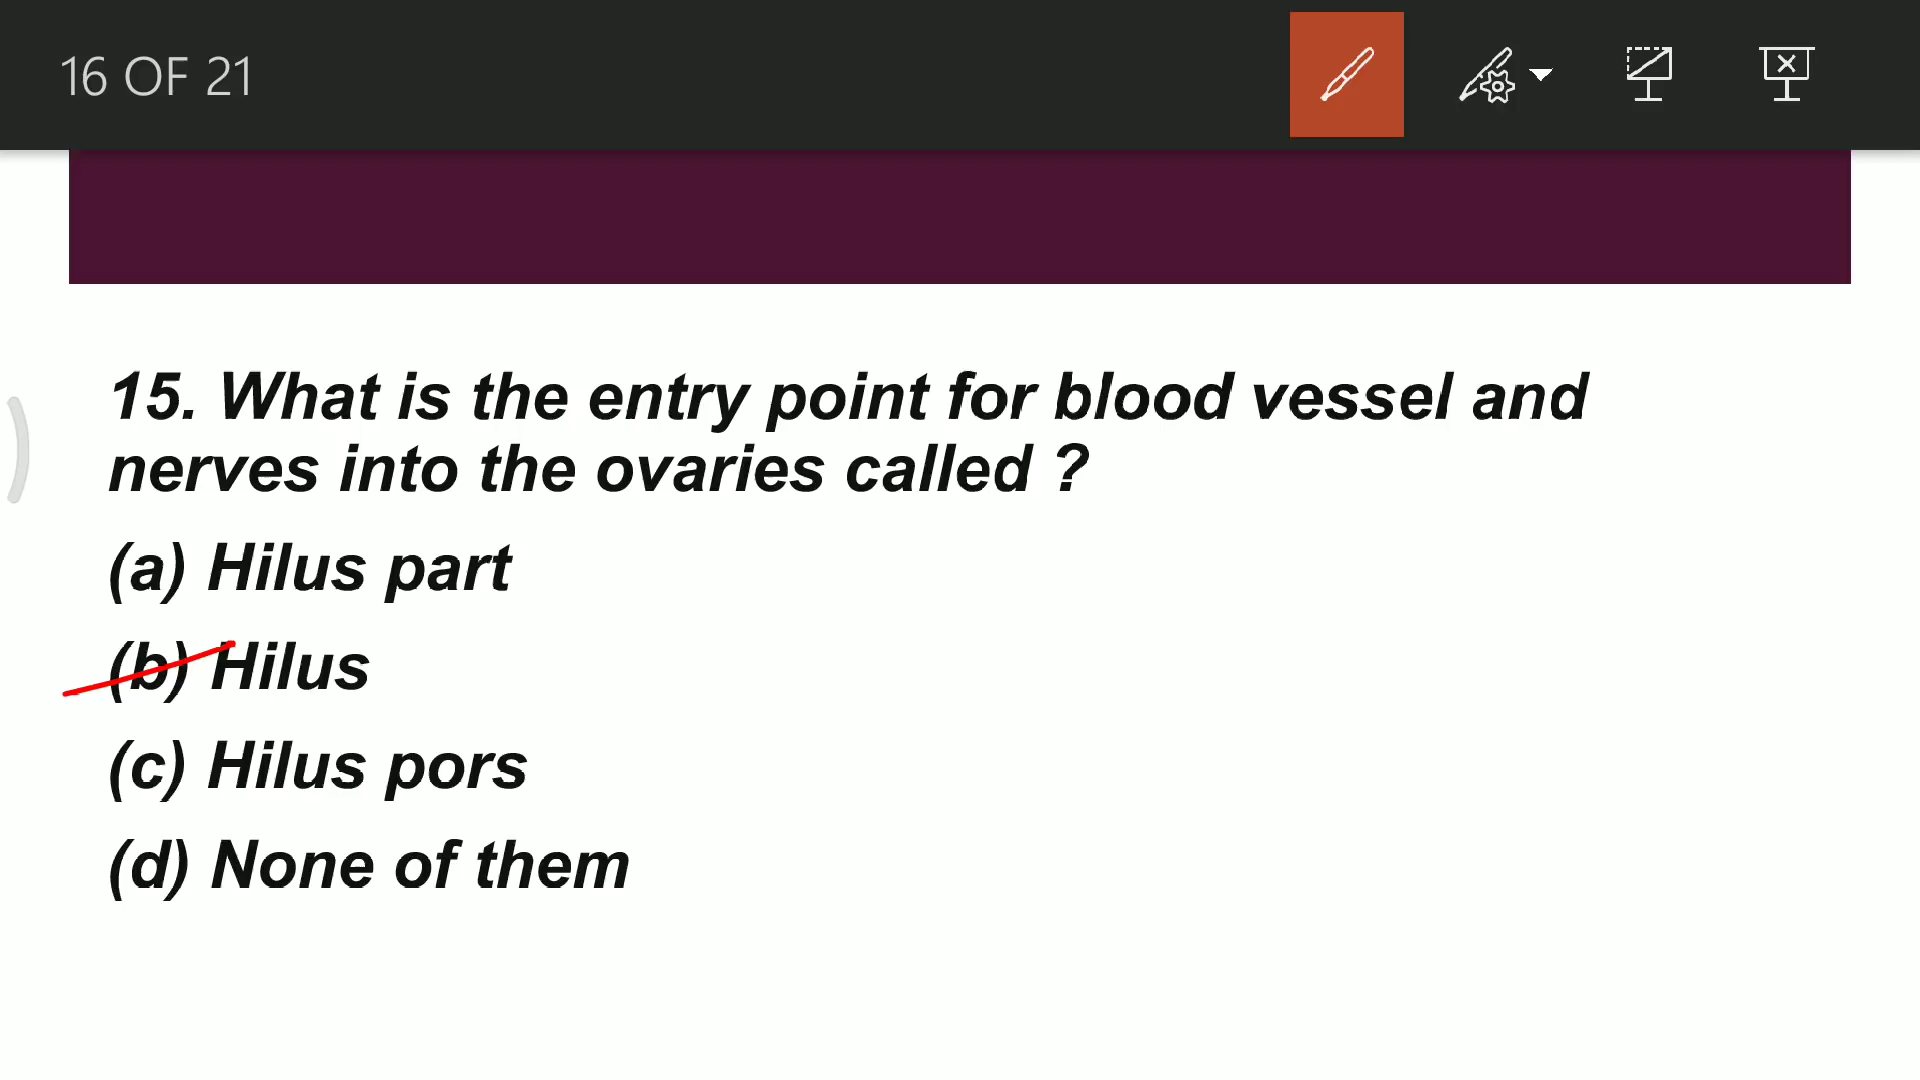 16 OF 21
15. What is the entry point for blood vessel and
nerves into the ovaries called ?
(a) Hilus part
(b) Hilus
(c) Hilus pors
(d) None of them